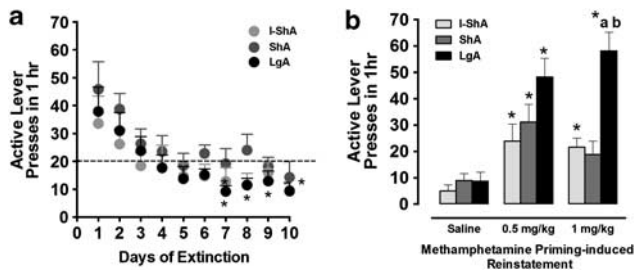 a
I-ShA
ShA
LgA
Active Lever
Presses in 1 hr
70
60
50
40
30
20
10
0
0 1 2 3 4 5 6 7 8 9 10
* * * *
* *
Days of Extinction
b
I-ShA
ShA
LgA
Active Lever
Presses in 1hr
70
60
50
40
30
20
10
0
* * *
* * a b
Saline 0.5 mg/kg 1 mg/kg
Methamphetamine Priming-induced
Reinstatement